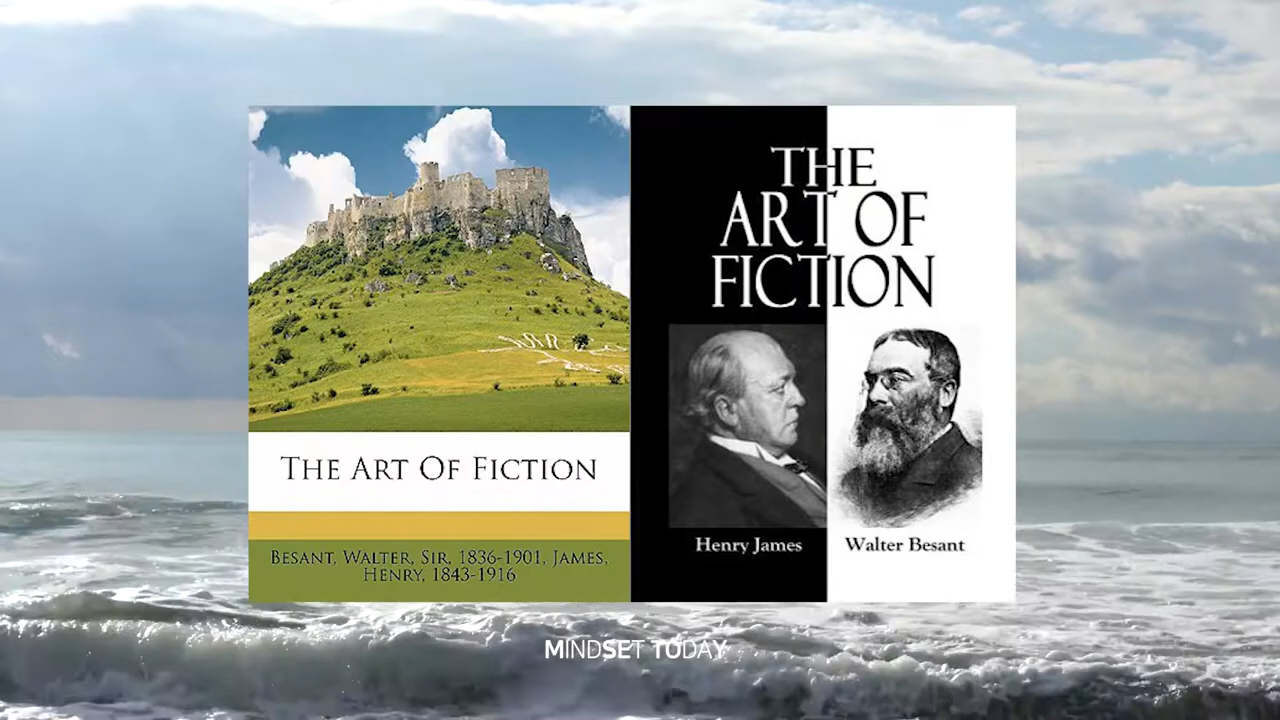 THE ART OF FICTION
BESANT, WALTER, SIR, 1836-1901, JAMES,
HENRY, 1843-1916
THE
ART OF
FICTION
Henry James
Walter Besant
MINDSET TODAY